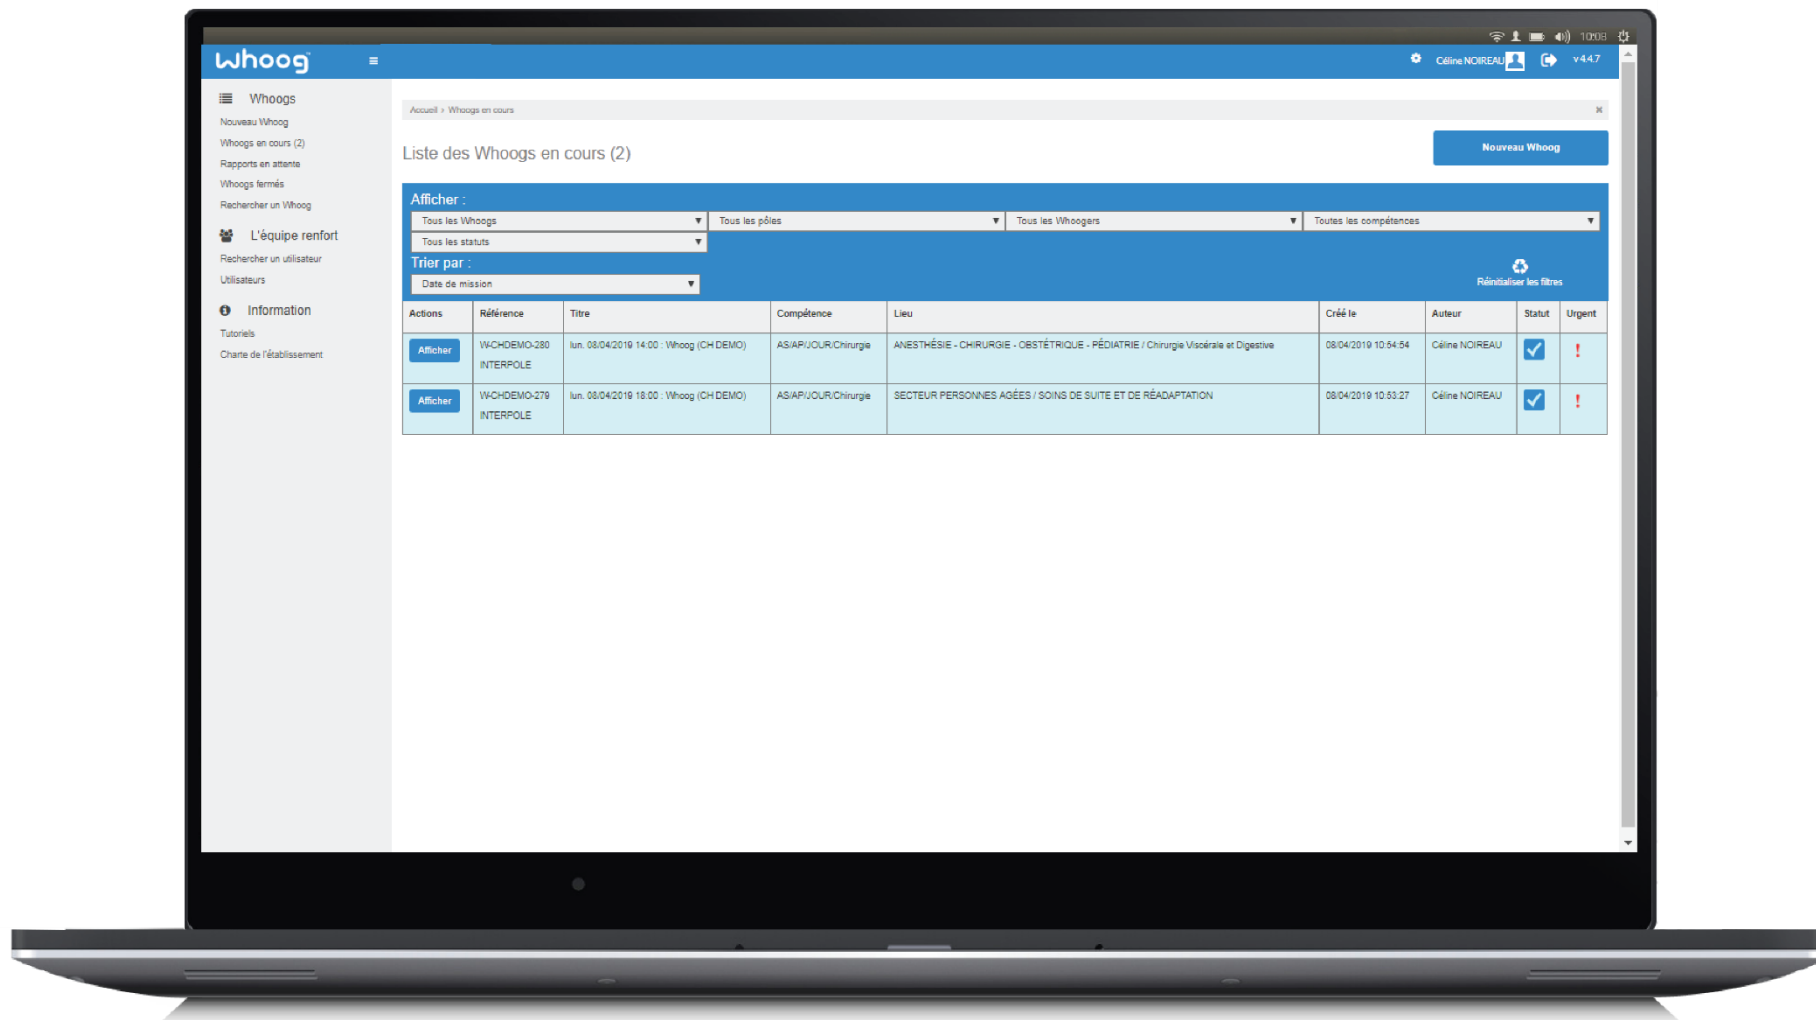 10:08
Whoog
Céline NOIREAU
v 4.4.7
Whoogs
Nouveau Whoog
Whoogs en cours (2)
Rapports en attente
Whoogs fermés
Rechercher un Whoog
L'équipe renfort
Rechercher un utilisateur
Utilisateurs
Information
Tutoriels
Charte de l'établissement
Accueil › Whoogs en cours
Liste des Whoogs en cours (2)
Nouveau Whoog
Afficher :
Tous les Whoogs Tous les pôles Tous les Whoogers Toutes les compétences
Tous les statuts
Trier par :
Date de mission
Réinitialiser les filtres
Actions Référence Titre Compétence Lieu Créé le Auteur Statut Urgent
Afficher W-CHDEMO-280 lun. 08/04/2019 14:00 : Whoog (CH DEMO) AS/AP/JOUR/Chirurgie ANESTHÉSIE - CHIRURGIE - OBSTÉTRIQUE - PÉDIATRIE / Chirurgie Viscérale et Digestive 08/04/2019 10:54:54 Céline NOIREAU !
INTERPOLE
Afficher W-CHDEMO-279 lun. 08/04/2019 18:00 : Whoog (CH DEMO) AS/AP/JOUR/Chirurgie SECTEUR PERSONNES AGÉES / SOINS DE SUITE ET DE RÉADAPTATION 08/04/2019 10:53:27 Céline NOIREAU !
INTERPOLE